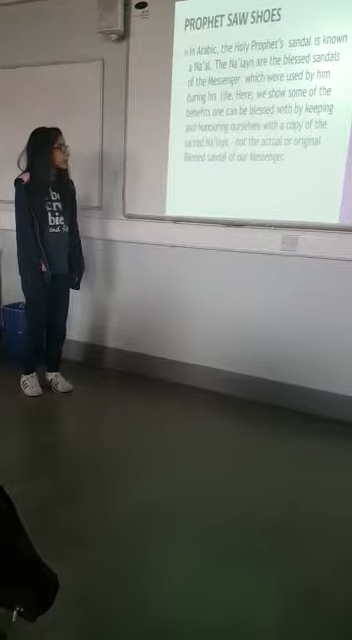 PROPHET SAW SHOES
In Arabic, the Holy Prophet's sandal is known
a Na'al. The Na'layn are the blessed sandals
of the Messenger which were used by him
during his life. Here, we show some of the
benefits one can be blessed with by keeping
and honouring ourselves with a copy of the
sacred Na'layn - not the actual or original
Blessed sandal of our Messenger.